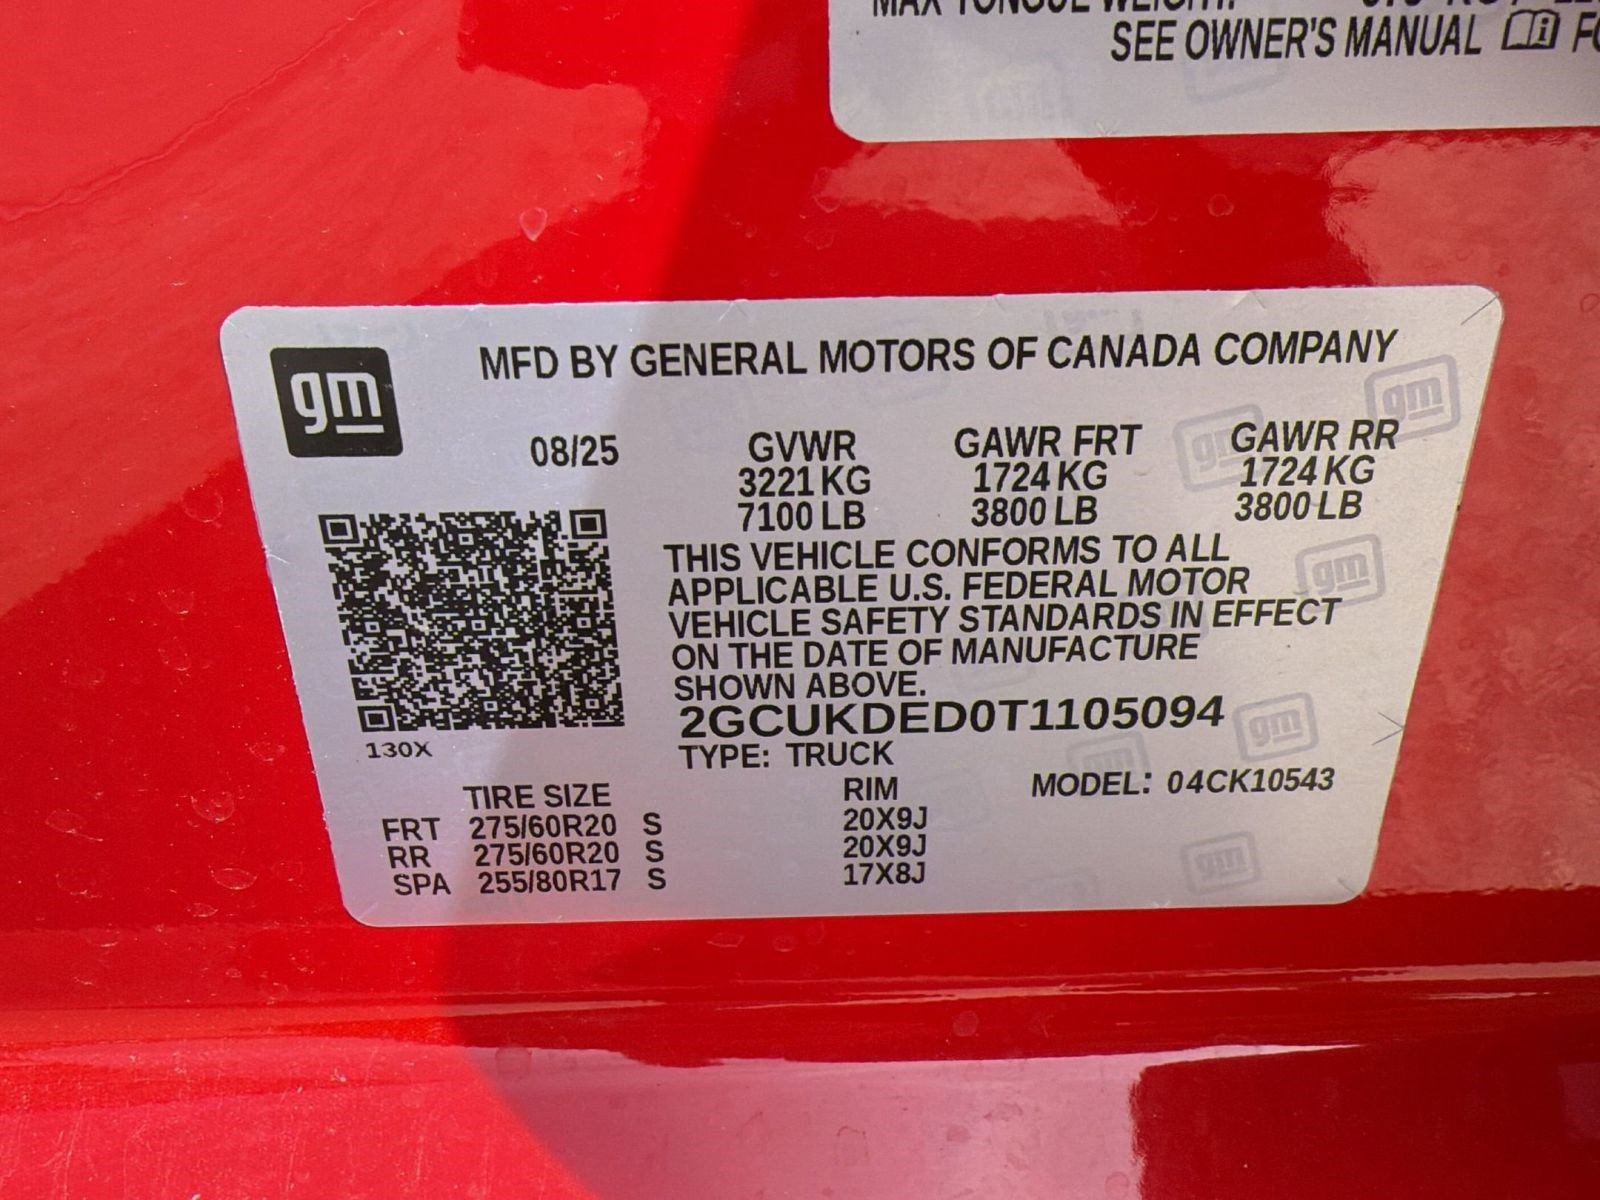 MAX TONGUE WEIGHT:
SEE OWNER'S MANUAL
gm
MFD BY GENERAL MOTORS OF CANADA COMPANY
08/25 GVWR GAWR FRT GAWR RR
3221 KG 1724 KG 1724 KG
7100 LB 3800 LB 3800 LB
THIS VEHICLE CONFORMS TO ALL
APPLICABLE U.S. FEDERAL MOTOR
VEHICLE SAFETY STANDARDS IN EFFECT
ON THE DATE OF MANUFACTURE
SHOWN ABOVE.
2GCUKDED0T1105094
130X
TYPE: TRUCK
TIRE SIZE RIM MODEL: 04CK10543
FRT 275/60R20 S 20X9J
RR 275/60R20 S 20X9J
SPA 255/80R17 S 17X8J